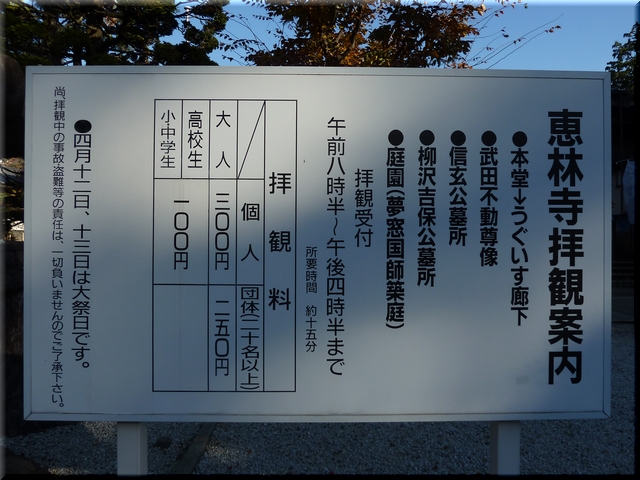 恵林寺拝観案内
●本堂→うぐいす廊下
●武田不動尊像
●信玄公墓所
●柳沢吉保公墓所
●庭園(夢窓国師築庭)
拝観受付
午前八時半～午後四時半まで
所要時間 約十五分
拝観料
個人
団体(二十名以上)
大人
三〇〇円
二五〇円
高校生
小・中学生
一〇〇円
●四月十二日、十三日は大祭日です。
尚、拝観中の事故・盗難等の責任は、一切負いませんのでご了承下さい。